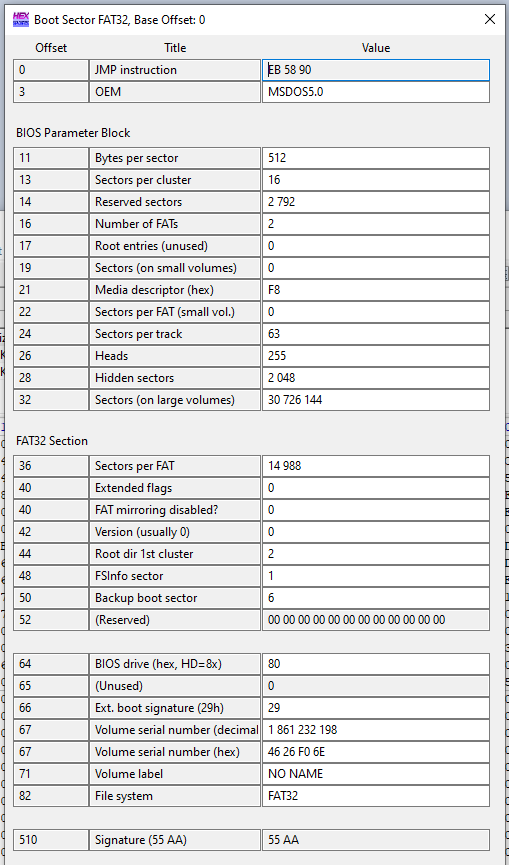 Boot Sector FAT32, Base Offset: 0
Offset Title Value
0 JMP instruction EB 58 90
3 OEM MSDOS5.0
BIOS Parameter Block
11 Bytes per sector 512
13 Sectors per cluster 16
14 Reserved sectors 2 792
16 Number of FATs 2
17 Root entries (unused) 0
19 Sectors (on small volumes) 0
21 Media descriptor (hex) F8
22 Sectors per FAT (small vol.) 0
24 Sectors per track 63
26 Heads 255
28 Hidden sectors 2 048
32 Sectors (on large volumes) 30 726 144
FAT32 Section
36 Sectors per FAT 14 988
40 Extended flags 0
40 FAT mirroring disabled? 0
42 Version (usually 0) 0
44 Root dir 1st cluster 2
48 FSInfo sector 1
50 Backup boot sector 6
52 (Reserved) 00 00 00 00 00 00 00 00 00 00 00 00
64 BIOS drive (hex, HD=8x) 80
65 (Unused) 0
66 Ext. boot signature (29h) 29
67 Volume serial number (decimal 1 861 232 198
67 Volume serial number (hex) 46 26 F0 6E
71 Volume label NO NAME
82 File system FAT32
510 Signature (55 AA) 55 AA